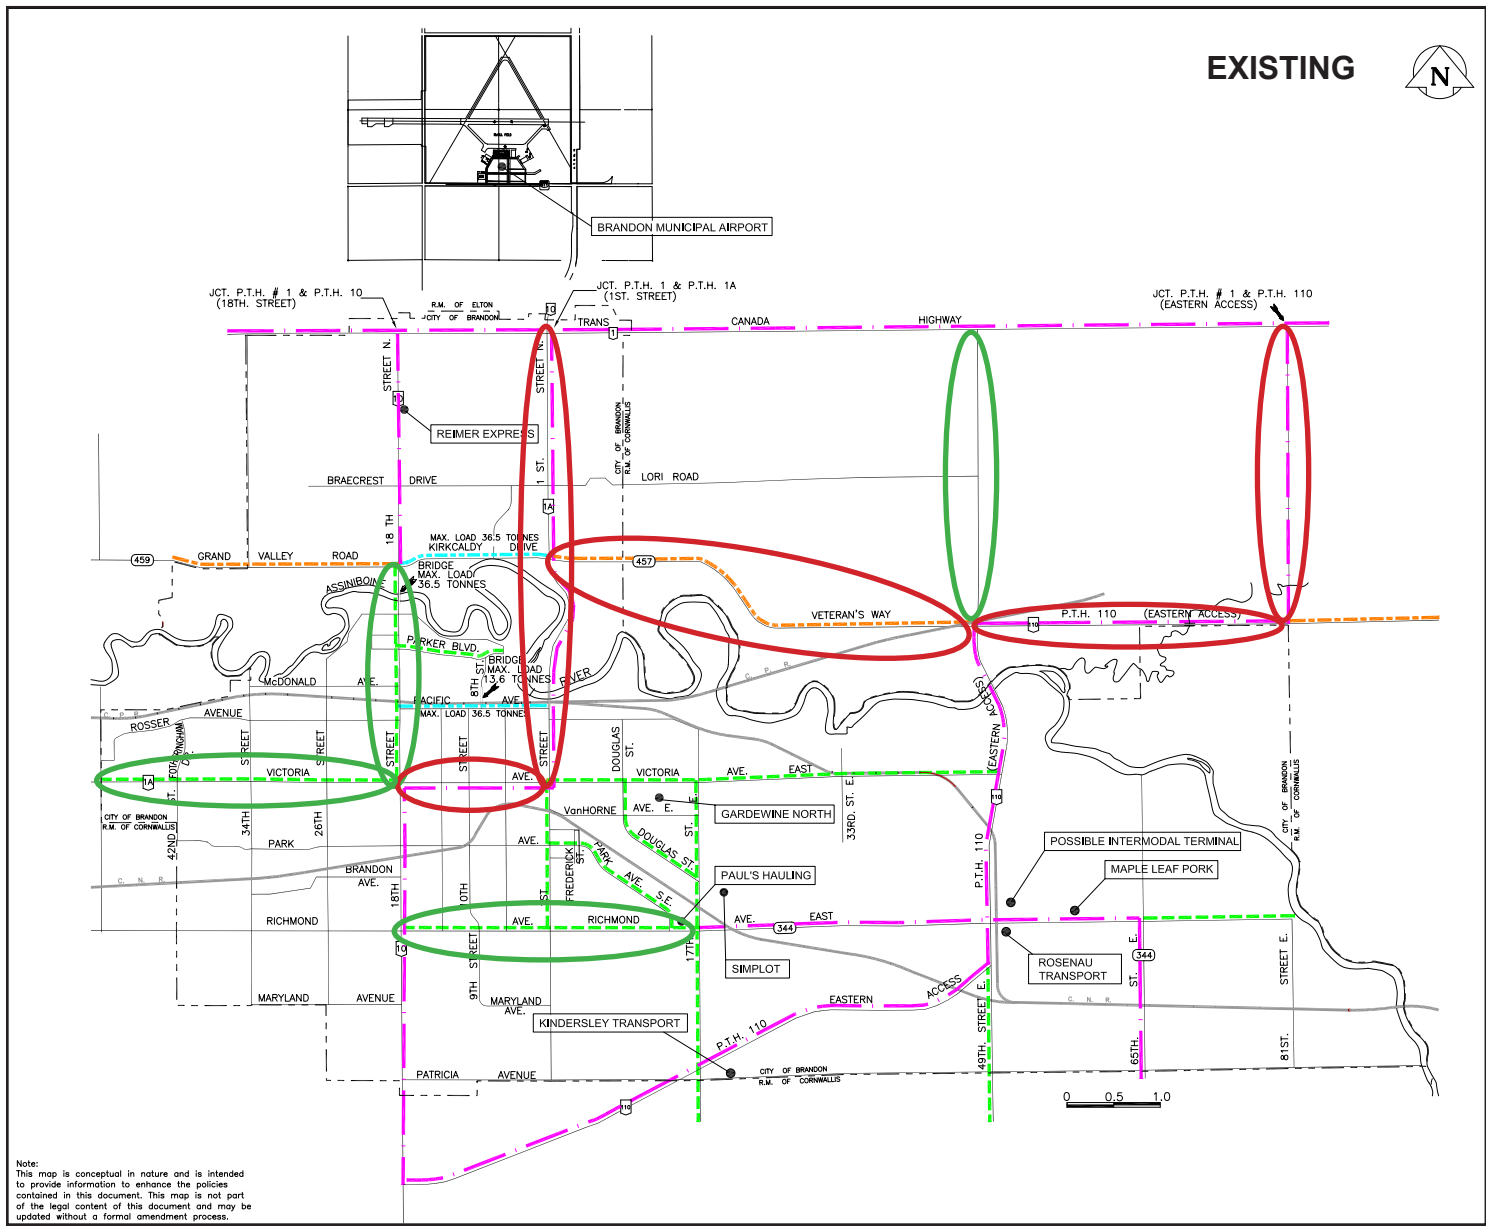 EXISTING
N
BRANDON MUNICIPAL AIRPORT
JCT. P.T.H. # 1 & P.T.H. 10
(18TH. STREET)
R.M. OF ELTON
CITY OF BRANDON
10
JCT. P.T.H. 1 & P.T.H. 1A
(1ST. STREET)
JCT. P.T.H. # 1 & P.T.H. 110
(EASTERN ACCESS)
TRANS
1
CANADA
HIGHWAY
STREET N.
STREET N.
10
REIMER EXPRESS
CITY OF BRANDON
R.M. OF CORNWALLIS
BRAECREST DRIVE
1 ST.
LORI ROAD
1A
18 TH
MAX. LOAD 36.5 TONNES
KIRKCALDY DRIVE
459
GRAND VALLEY ROAD
457
BRIDGE
MAX. LOAD
36.5 TONNES
ASSINIBOINE
VETERAN'S WAY
P.T.H. 110 (EASTERN ACCESS)
110
PARKER BLVD.
8TH ST.
BRIDGE
MAX. LOAD
13.6 TONNES
RIVER
C. P. R.
McDONALD AVE.
PACIFIC AVE.
MAX. LOAD 36.5 TONNES
C. P. R.
ROSSER AVENUE
(EASTERN ACCESS)
FOTHERINGHAM
DR.
STREET
STREET
STREET
STREET
STREET
DOUGLAS
ST.
1A
VICTORIA
AVE.
VICTORIA AVE. EAST
CITY OF BRANDON
R.M. OF CORNWALLIS
CITY OF BRANDON
R.M. OF CORNWALLIS
42ND ST.
34TH
26TH
VanHORNE AVE. E.
GARDEWINE NORTH
33RD. ST. E.
110
PARK
AVE.
FREDERICK
ST.
PARK AVE. S.E.
DOUGLAS ST.
ST. E.
P.T.H. 110
POSSIBLE INTERMODAL TERMINAL
MAPLE LEAF PORK
C. N. R.
BRANDON
AVE.
18TH
10TH
ST.
PAUL'S HAULING
RICHMOND
AVE.
RICHMOND
AVE. EAST
344
10
9TH STREET
17TH
SIMPLOT
ROSENAU
TRANSPORT
ST. E.
344
STREET E.
MARYLAND AVENUE
MARYLAND
AVE.
EASTERN ACCESS
C. N. R.
KINDERSLEY TRANSPORT
P.T.H. 110
49TH. STREET E.
65TH.
81ST.
PATRICIA AVENUE
CITY OF BRANDON
R.M. OF CORNWALLIS
110
0 0.5 1.0
Note:
This map is conceptual in nature and is intended
to provide information to enhance the policies
contained in this document. This map is not part
of the legal content of this document and may be
updated without a formal amendment process.